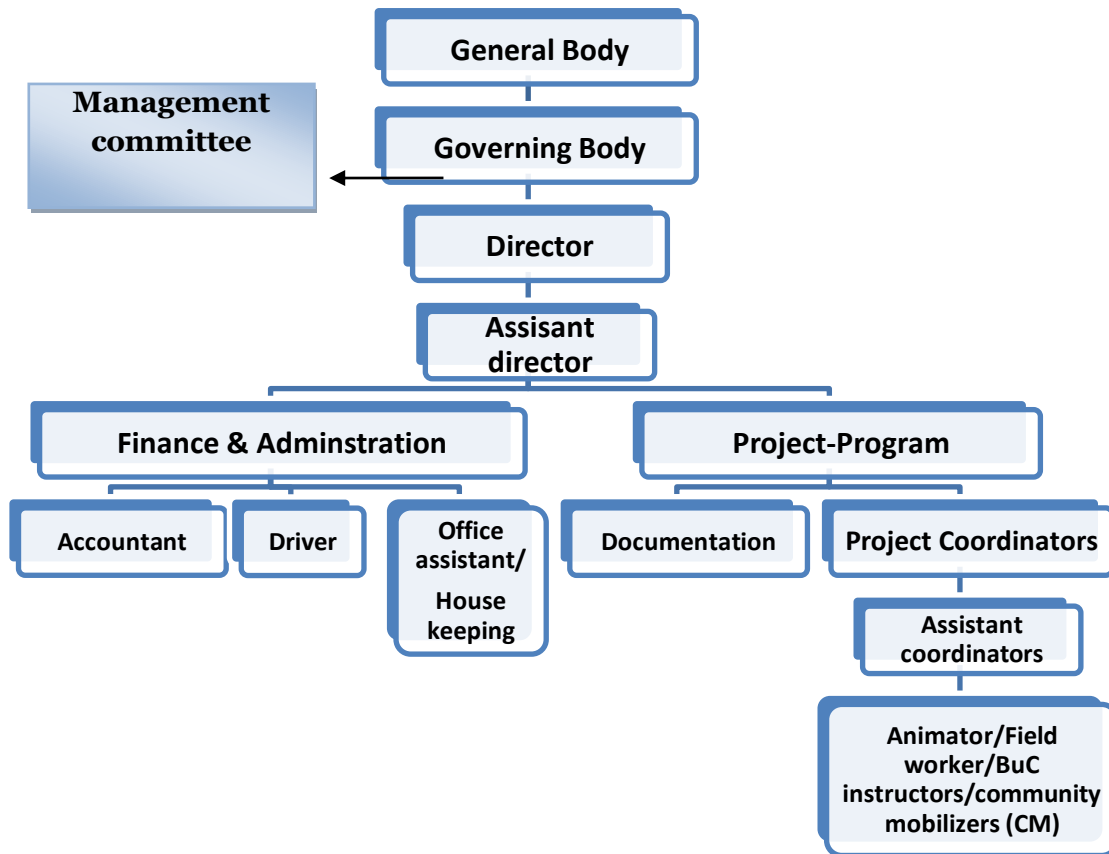 General Body
Management
committee
Governing Body
Director
Assisant
director
Finance & Adminstration
Project-Program
Accountant
Driver
Office
assistant/
House
keeping
Documentation
Project Coordinators
Assistant
coordinators
Animator/Field
worker/BuC
instructors/community
mobilizers (CM)